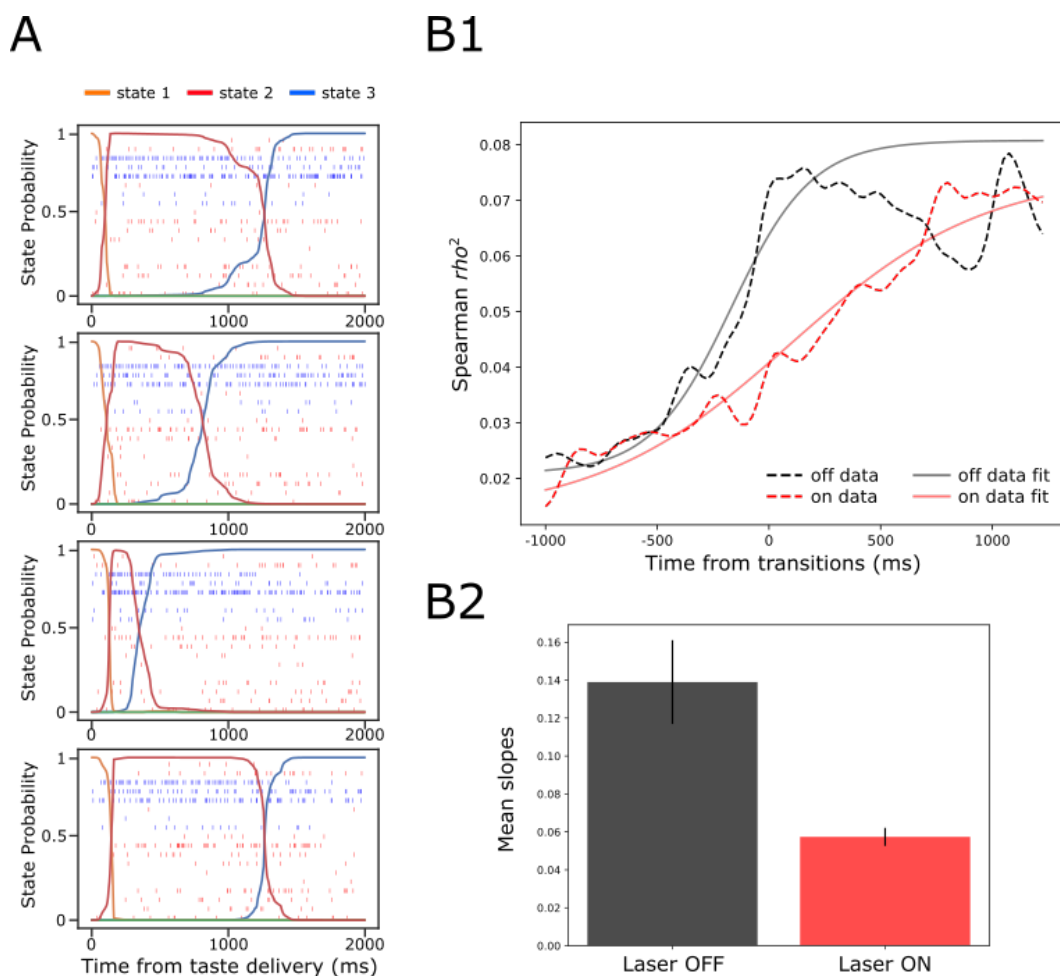 A
state 1 state 2 state 3
State Probability
1
0.5
0
0 1000 2000
State Probability
1
0.5
0
0 1000 2000
State Probability
1
0.5
0
0 1000 2000
State Probability
1
0.5
0
0 1000 2000
Time from taste delivery (ms)
B1
Spearman rho²
0.08
0.07
0.06
0.05
0.04
0.03
0.02
off data off data fit
on data on data fit
-1000 -500 0 500 1000
Time from transitions (ms)
B2
Mean slopes
0.16
0.14
0.12
0.10
0.08
0.06
0.04
0.02
0.00
Laser OFF Laser ON